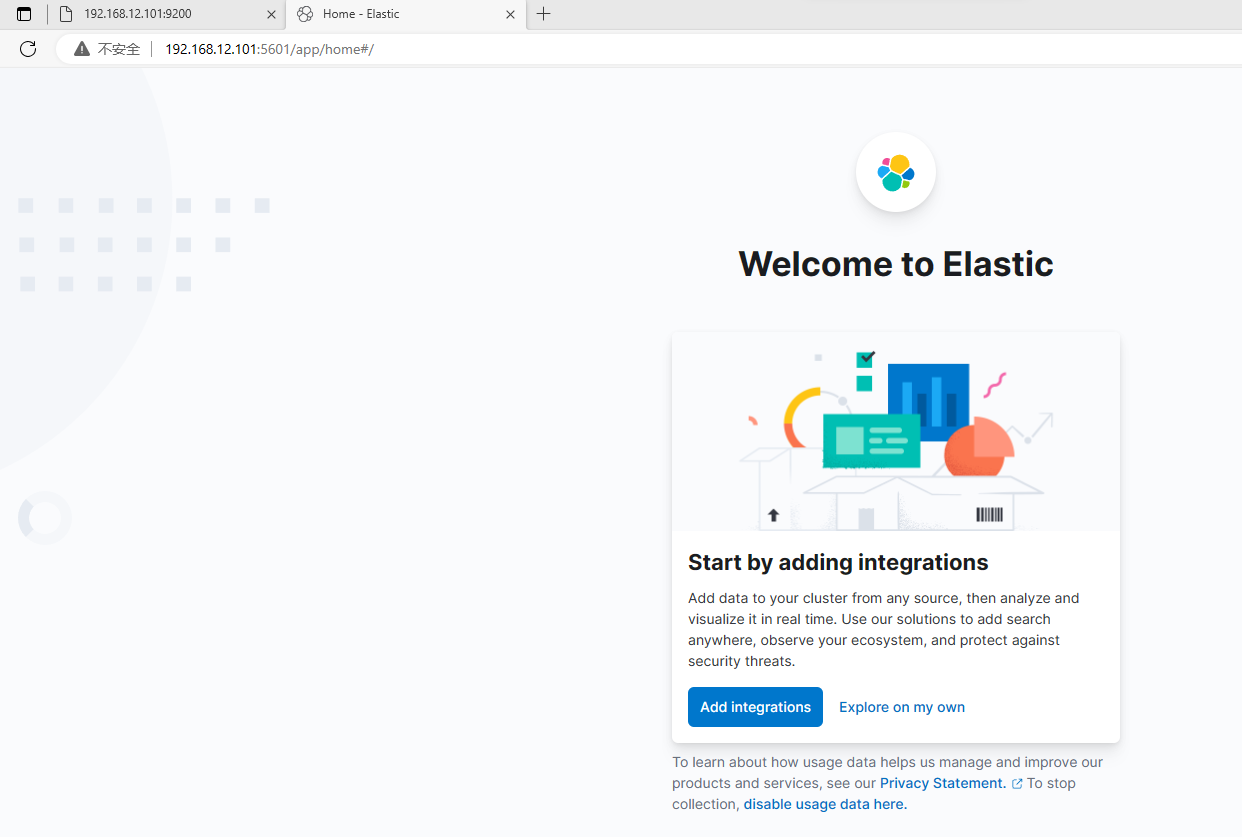 192.168.12.101:9200
Home - Elastic
不安全
192.168.12.101:5601/app/home#/
Welcome to Elastic
Start by adding integrations
Add data to your cluster from any source, then analyze and
visualize it in real time. Use our solutions to add search
anywhere, observe your ecosystem, and protect against
security threats.
Add integrations
Explore on my own
To learn about how usage data helps us manage and improve our
products and services, see our Privacy Statement. To stop
collection, disable usage data here.